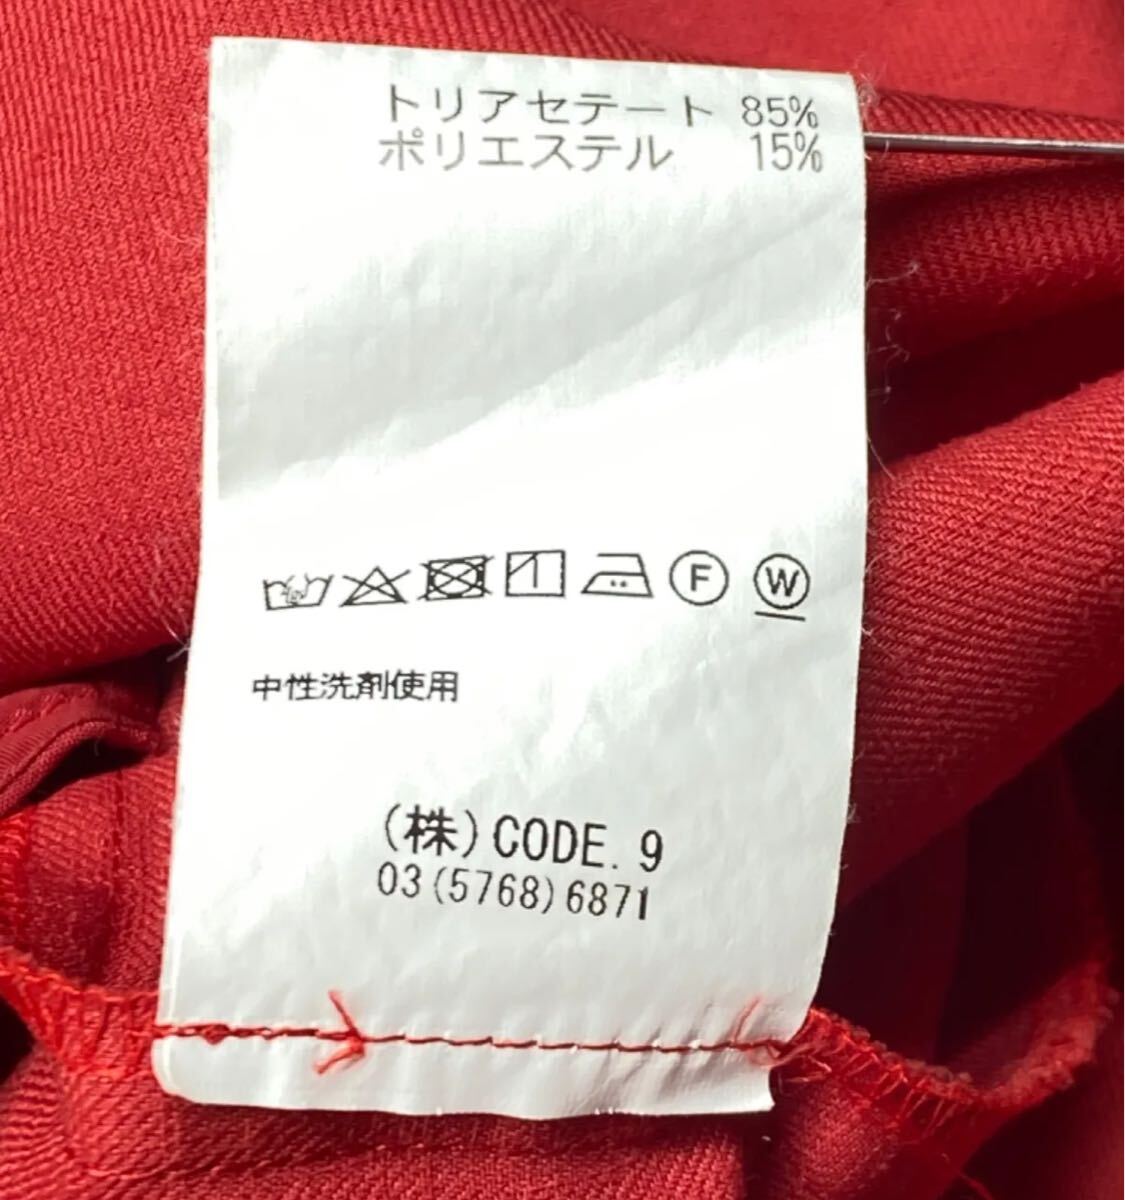 トリアセテート 85%
ポリエステル 15%
F W
中性洗剤使用
(株)CODE.9
03(5768)6871